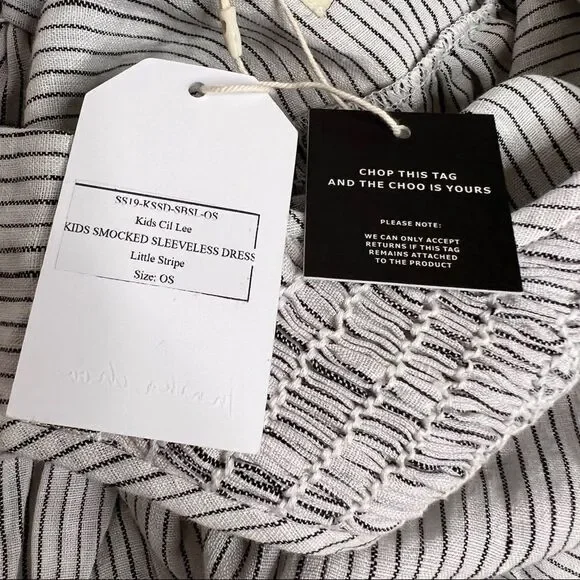 SS19-KSSD-SBSL-OS
Kids Cil Lee
KIDS SMOCKED SLEEVELESS DRESS
Little Stripe
Size: OS
CHOP THIS TAG
AND THE CHOO IS YOURS
PLEASE NOTE:
WE CAN ONLY ACCEPT
RETURNS IF THIS TAG
REMAINS ATTACHED
TO THE PRODUCT